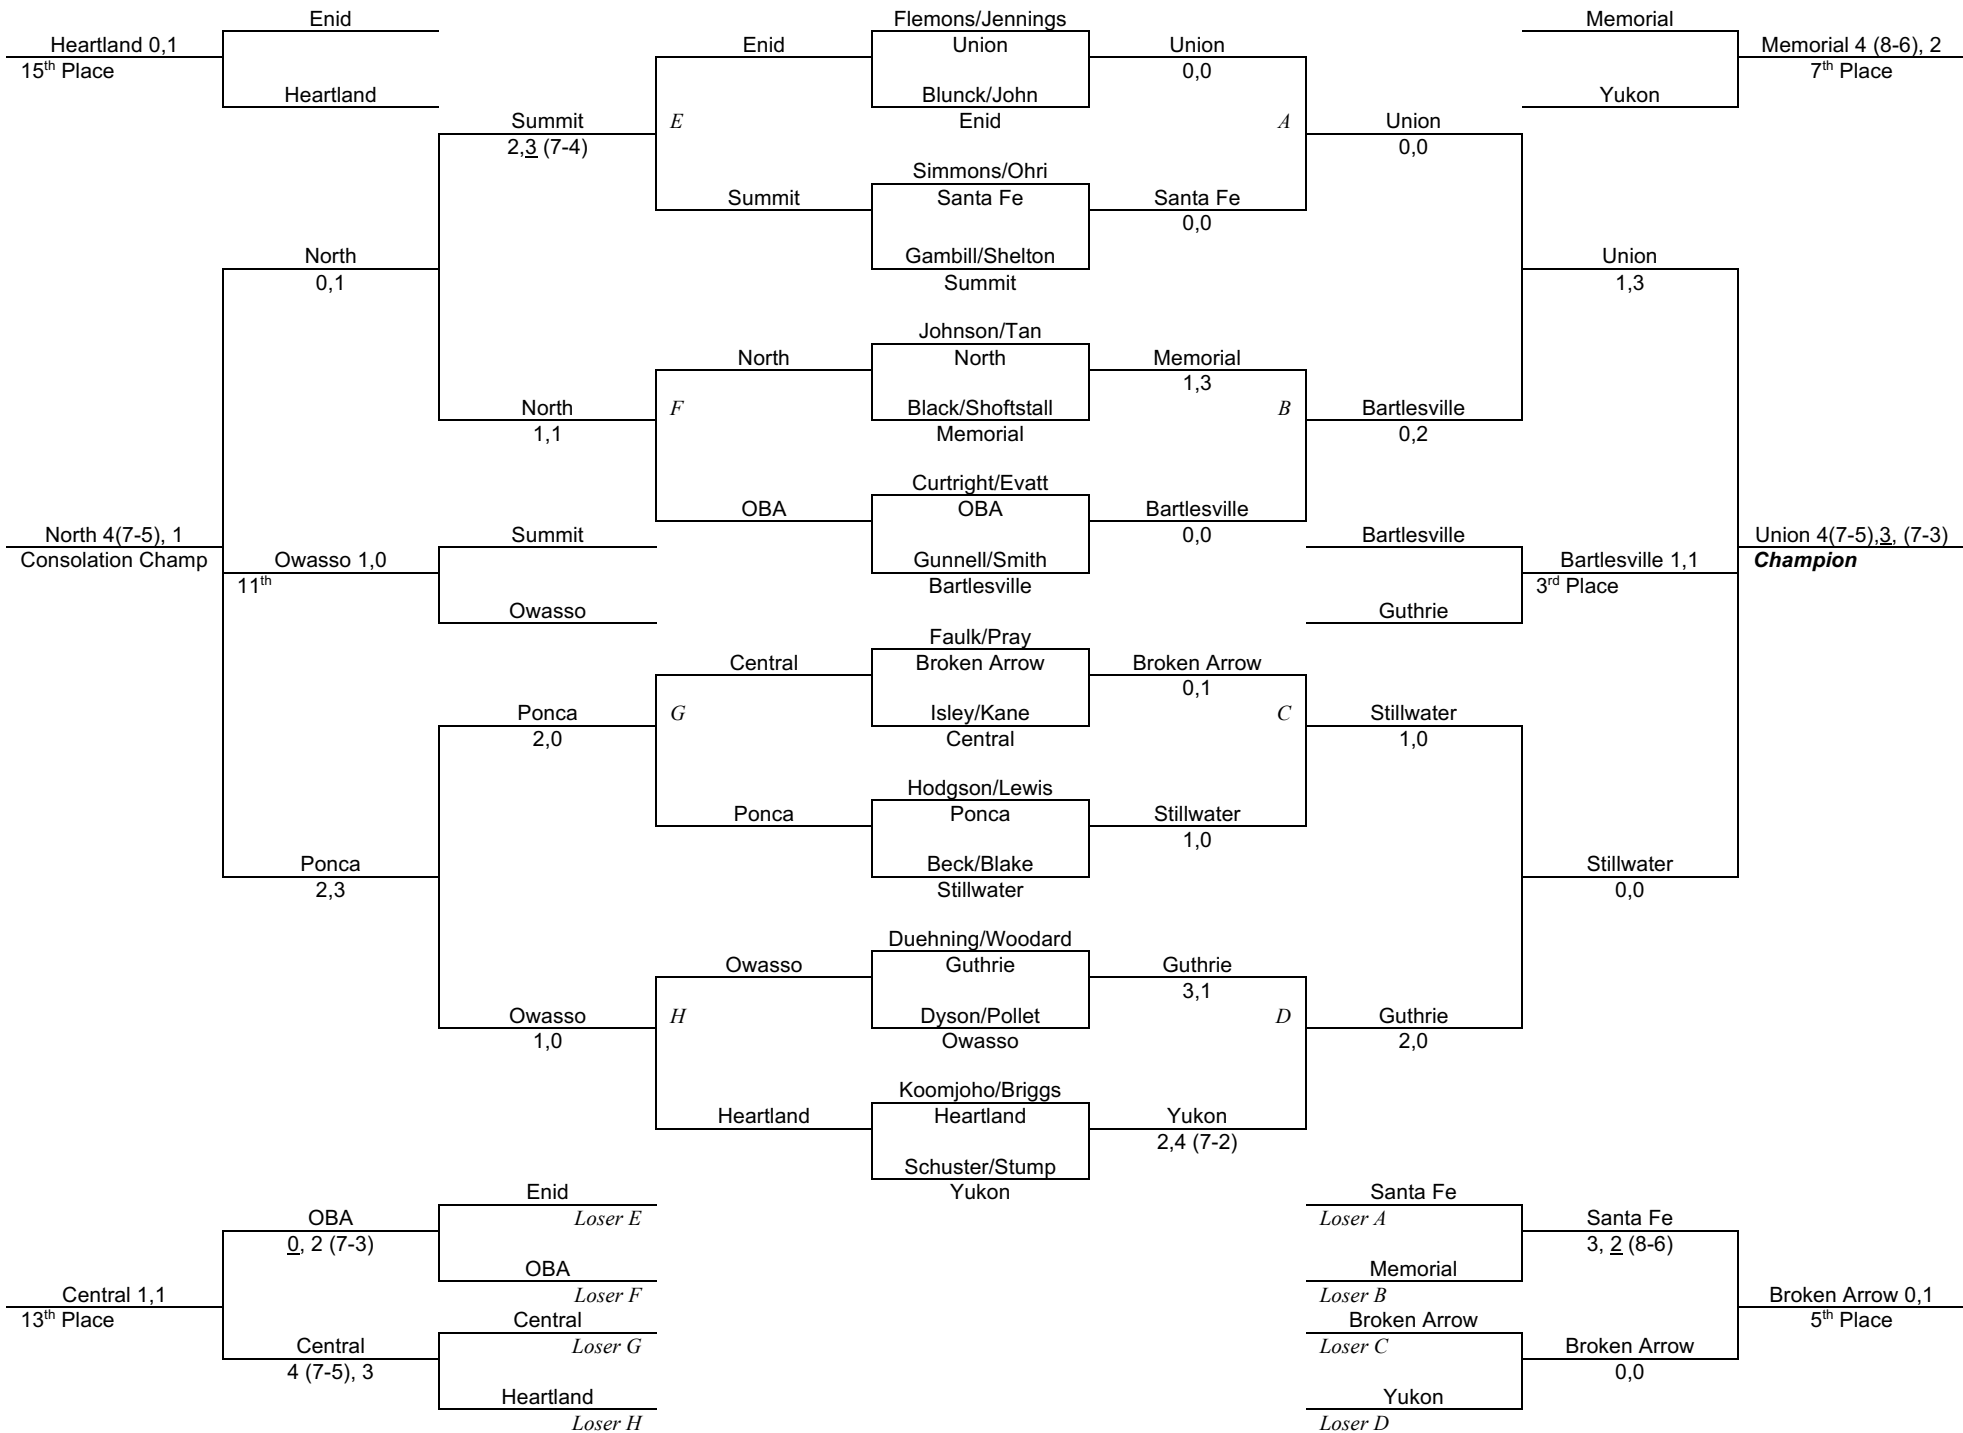 Enid
Heartland 0,1
15th Place
Heartland
Summit
2,3 (7-4)
North
0,1
North
1,1
North 4(7-5), 1
Consolation Champ
Summit
Owasso 1,0
11th
Owasso
Ponca
2,0
Ponca
2,3
Owasso
1,0
Enid
E
Summit
North
F
OBA
Central
G
Ponca
Owasso
H
Heartland
Flemons/Jennings
Union
Blunck/John
Enid
Simmons/Ohri
Santa Fe
Gambill/Shelton
Summit
Johnson/Tan
North
Black/Shoftstall
Memorial
Curtright/Evatt
OBA
Gunnell/Smith
Bartlesville
Faulk/Pray
Broken Arrow
Isley/Kane
Central
Hodgson/Lewis
Ponca
Beck/Blake
Stillwater
Duehning/Woodard
Guthrie
Dyson/Pollet
Owasso
Koomjoho/Briggs
Heartland
Schuster/Stump
Yukon
Union
0,0
A
Santa Fe
0,0
Memorial
1,3
B
Bartlesville
0,0
Broken Arrow
0,1
C
Stillwater
1,0
Guthrie
3,1
D
Yukon
2,4 (7-2)
Union
0,0
Bartlesville
0,2
Bartlesville
Guthrie
Stillwater
1,0
Guthrie
2,0
Memorial
Memorial 4 (8-6), 2
7th Place
Yukon
Union
1,3
Bartlesville 1,1
3rd Place
Union 4(7-5),3, (7-3)
Champion
Stillwater
0,0
Enid
Loser E
OBA
0, 2 (7-3)
OBA
Loser F
Central 1,1
13th Place
Central
Loser G
Central
4 (7-5), 3
Heartland
Loser H
Santa Fe
Loser A
Santa Fe
3, 2 (8-6)
Memorial
Loser B
Broken Arrow 0,1
5th Place
Broken Arrow
Loser C
Broken Arrow
0,0
Yukon
Loser D